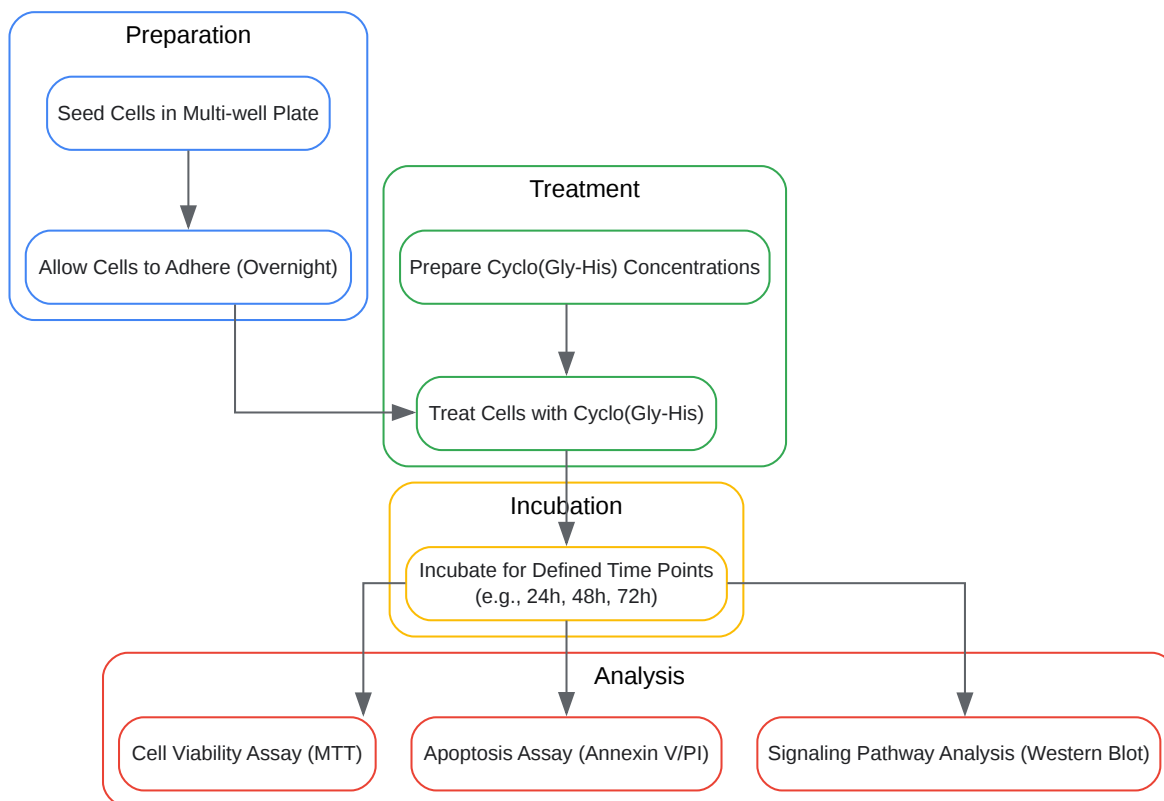 Preparation
Seed Cells in Multi-well Plate
Allow Cells to Adhere (Overnight)
Treatment
Prepare Cyclo(Gly-His) Concentrations
Treat Cells with Cyclo(Gly-His)
Incubation
Incubate for Defined Time Points
(e.g., 24h, 48h, 72h)
Analysis
Cell Viability Assay (MTT)
Apoptosis Assay (Annexin V/PI)
Signaling Pathway Analysis (Western Blot)